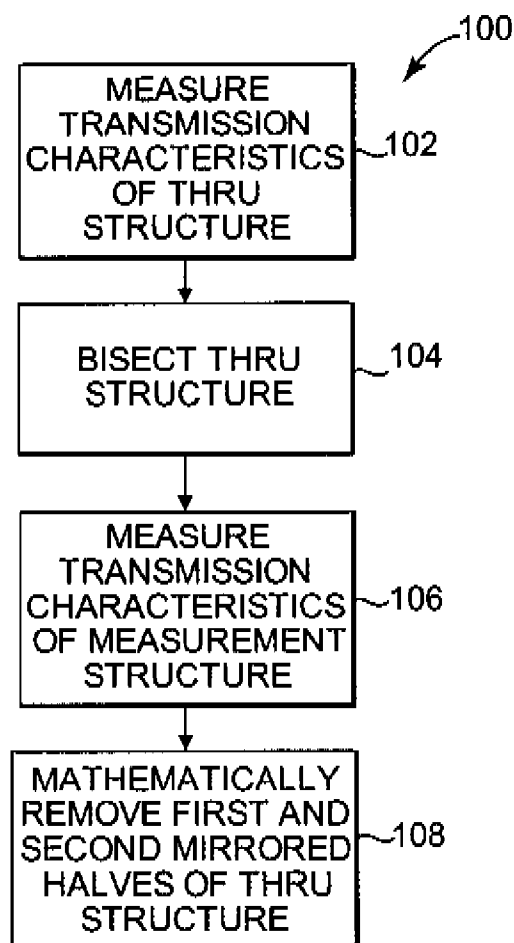 100
MEASURE
TRANSMISSION
CHARACTERISTICS
OF THRU
STRUCTURE
102
BISECT THRU
STRUCTURE
104
MEASURE
TRANSMISSION
CHARACTERISTICS
OF MEASUREMENT
STRUCTURE
106
MATHEMATICALLY
REMOVE FIRST AND
SECOND MIRRORED
HALVES OF THRU
STRUCTURE
108